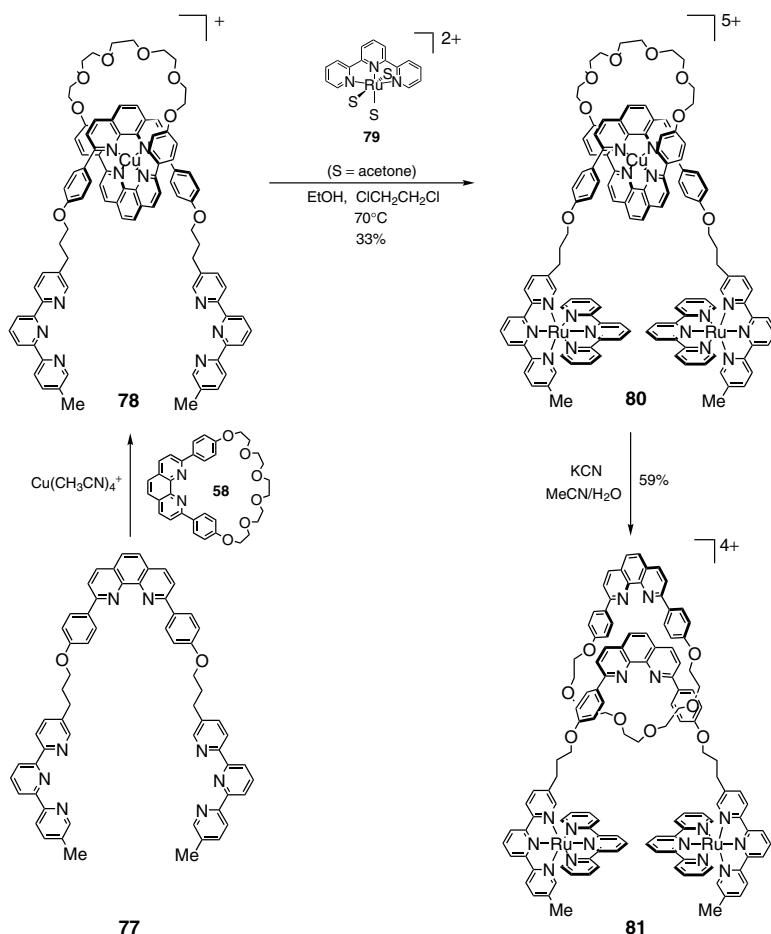 ]+
O O
O O
O O
N N
Cu
N N
O O
N N
N N
N N
Me Me
78
]2+
N
N N
Ru
S
S
S
79
(S = acetone)
EtOH, ClCH2CH2Cl
70°C
33%
]5+
O O
O O
O O
N N
Cu
N N
O O
N N N N
N Ru N N Ru N
N N N N
Me Me
80
Cu(CH3CN)4+
O
O
N
O
58
N
O
O
O
KCN
MeCN/H2O
59%
N N
O O
N N
N N
N N
Me Me
77
]4+
N N
O O
N N
O O
O O
O O
N N N N
N Ru N N Ru N
N N N N
Me Me
81